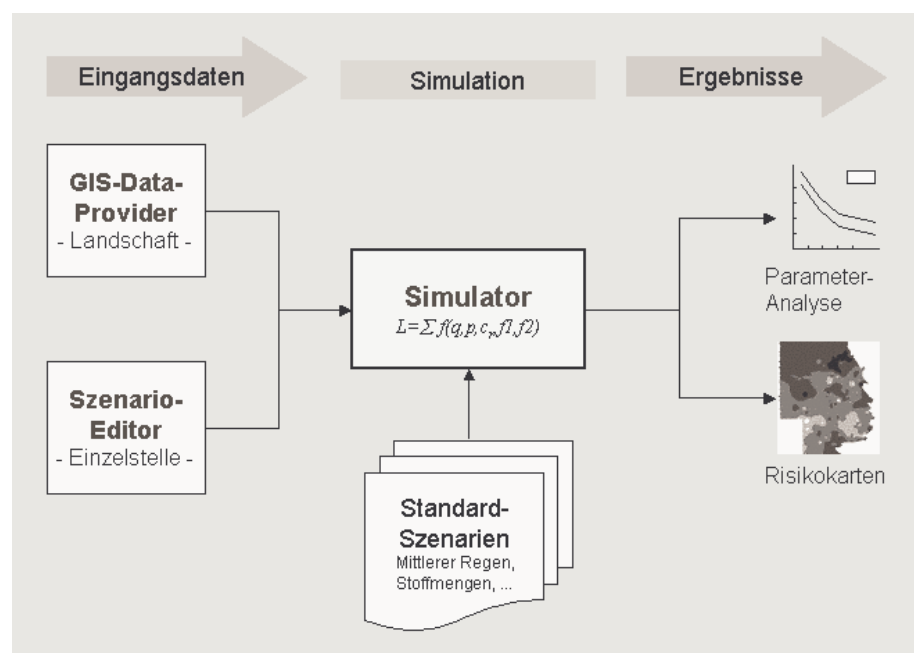 Eingangsdaten
Simulation
Ergebnisse
GIS-Data-
Provider
- Landschaft -
Szenario-
Editor
- Einzelstelle -
Simulator
L=∑ f(q,p,c,,f1,f2)
Standard-
Szenarien
Mittlerer Regen,
Stoffmengen, ...
Parameter-
Analyse
Risikokarten